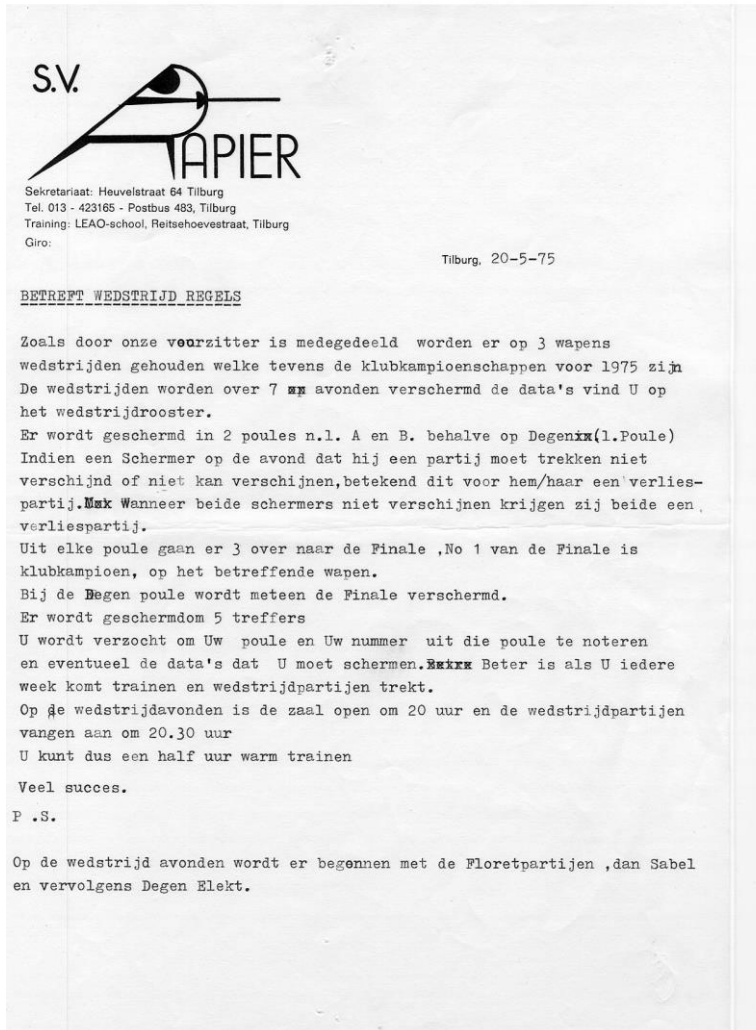 S.V.
PAPIER
Sekretariaat: Heuvelstraat 64 Tilburg
Tel. 013 - 423165 - Postbus 483, Tilburg
Training: LEAO-school, Reitsehoevestraat, Tilburg
Giro:
Tilburg, 20-5-75
BETREFT WEDSTRIJD REGELS
Zoals door onze voorzitter is medegedeeld worden er op 3 wapens
wedstrijden gehouden welke tevens de klubkampioenschappen voor 1975 zijn
De wedstrijden worden over 7 avonden verschermd de data's vind U op
het wedstrijdrooster.
Er wordt geschermd in 2 poules n.l. A en B. behalve op Degen (1.Poule)
Indien een Schermer op de avond dat hij een partij moet trekken niet
verschijnd of niet kan verschijnen,betekend dit voor hem/haar een verlies-
partij. Wanneer beide schermers niet verschijnen krijgen zij beide een
verliespartij.
Uit elke poule gaan er 3 over naar de Finale ,No 1 van de Finale is
klubkampioen, op het betreffende wapen.
Bij de Degen poule wordt meteen de Finale verschermd.
Er wordt geschermdom 5 treffers
U wordt verzocht om Uw poule en Uw nummer uit die poule te noteren
en eventueel de data's dat U moet schermen. Beter is als U iedere
week komt trainen en wedstrijdpartijen trekt.
Op de wedstrijdavonden is de zaal open om 20 uur en de wedstrijdpartijen
vangen aan om 20.30 uur
U kunt dus een half uur warm trainen
Veel succes.
P .S.
Op de wedstrijd avonden wordt er begonnen met de Floretpartijen ,dan Sabel
en vervolgens Degen Elekt.